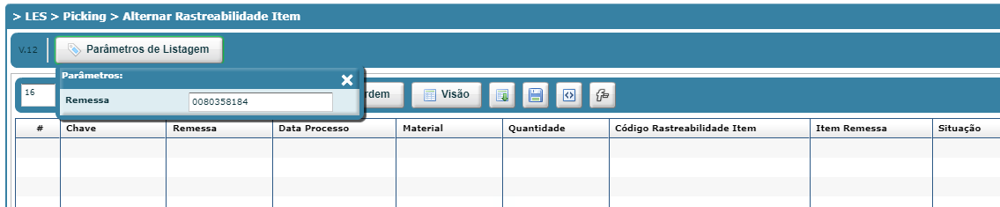 > LES > Picking > Alternar Rastreabilidade Item
V.12 Parâmetros de Listagem
Parâmetros:
Remessa 0080358184
16 rdem Visão
# Chave Remessa Data Processo Material Quantidade Código Rastreabilidade Item Item Remessa Situação